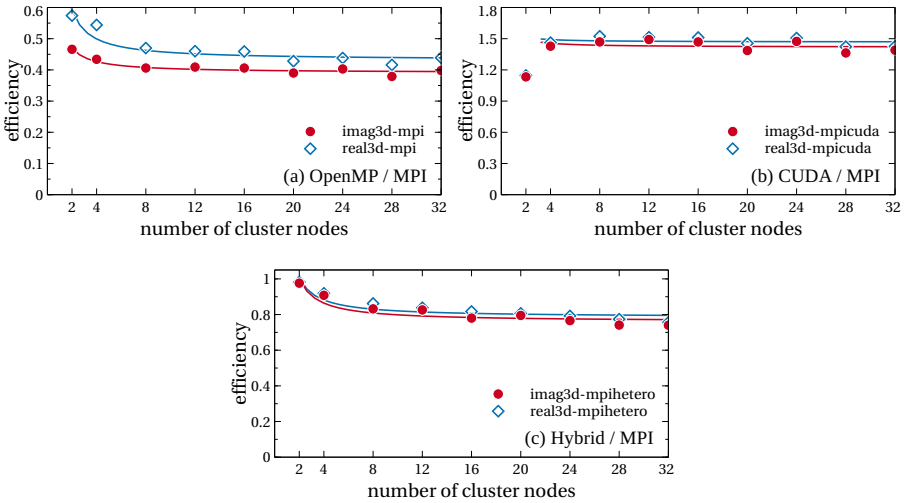 0.6
0.5
0.4
0.3
0.2
0.1
0
efficiency
imag3d-mpi
real3d-mpi
(a) OpenMP / MPI
2 4 8 12 16 20 24 28 32
number of cluster nodes
1.8
1.5
1.2
0.9
0.6
0.3
0
efficiency
imag3d-mpicuda
real3d-mpicuda
(b) CUDA / MPI
2 4 8 12 16 20 24 28 32
number of cluster nodes
1
0.8
0.6
0.4
0.2
0
efficiency
imag3d-mpihetero
real3d-mpihetero
(c) Hybrid / MPI
2 4 8 12 16 20 24 28 32
number of cluster nodes